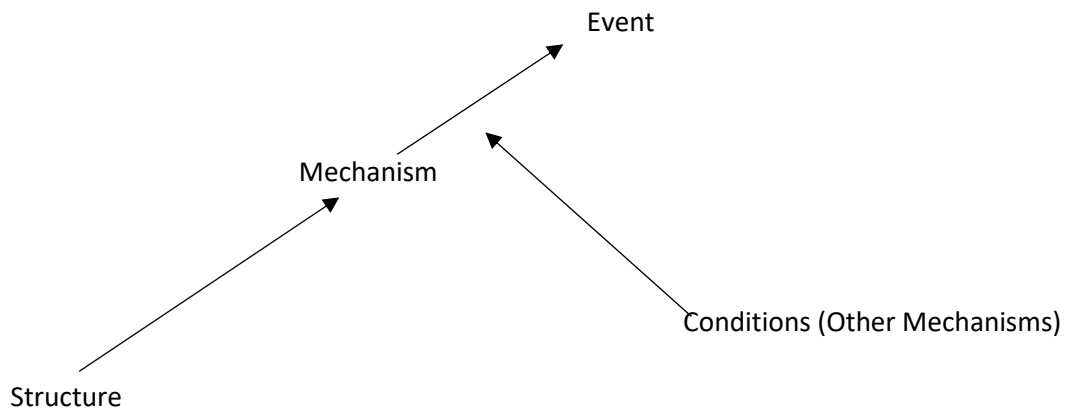 Event
Mechanism
Conditions (Other Mechanisms)
Structure